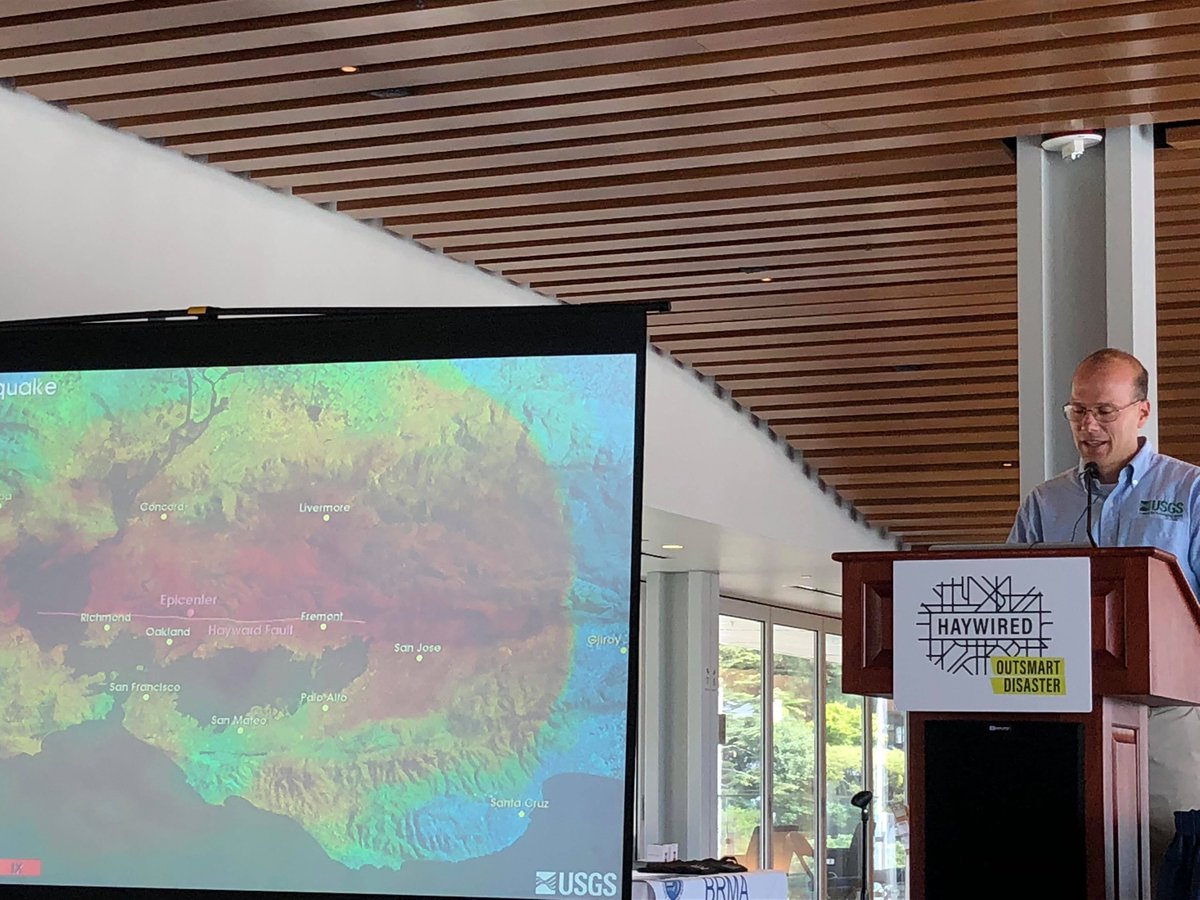 quake
Concord
Livermore
Epicenter
Richmond
Fremont
Oakland
Hayward Fault
San Jose
Gilroy
San Francisco
Palo Alto
San Mateo
Santa Cruz
IX
USGS
USGS
HAYWIRED
OUTSMART
DISASTER
BRMA